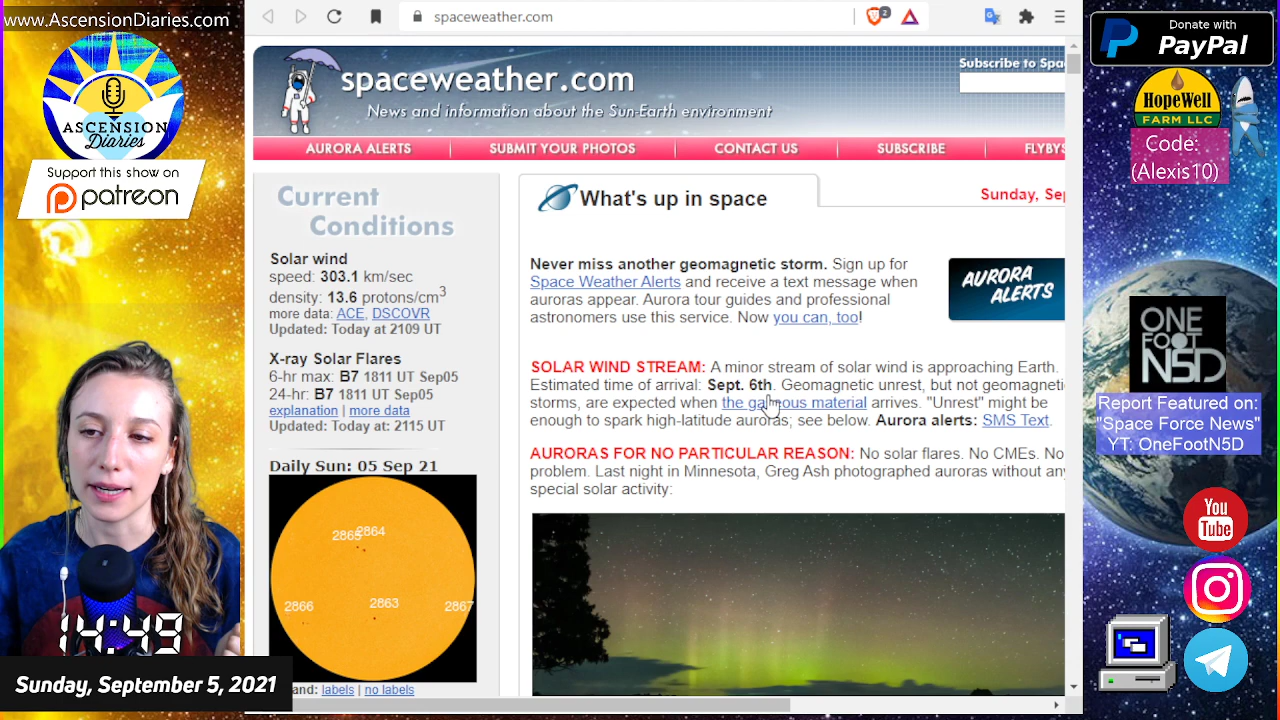 www.AscensionDiaries.com
ASCENSION
Diaries
Support this show on
patreon
14:49
Sunday, September 5, 2021
spaceweather.com
2
spaceweather.com
News and information about the Sun-Earth environment
Subscribe to Spac
AURORA ALERTS
SUBMIT YOUR PHOTOS
CONTACT US
SUBSCRIBE
FLYBYS
Current
Conditions
Solar wind
speed: 303.1 km/sec
density: 13.6 protons/cm3
more data: ACE, DSCOVR
Updated: Today at 2109 UT
X-ray Solar Flares
6-hr max: B7 1811 UT Sep05
24-hr: B7 1811 UT Sep05
explanation | more data
Updated: Today at: 2115 UT
Daily Sun: 05 Sep 21
2865
2864
2866
2863
2867
and: labels | no labels
What's up in space
Sunday, Sep
Never miss another geomagnetic storm. Sign up for
Space Weather Alerts and receive a text message when
auroras appear. Aurora tour guides and professional
astronomers use this service. Now you can, too!
AURORA
ALERTS
SOLAR WIND STREAM: A minor stream of solar wind is approaching Earth.
Estimated time of arrival: Sept. 6th. Geomagnetic unrest, but not geomagneti
storms, are expected when the gaseous material arrives. "Unrest" might be
enough to spark high-latitude auroras; see below. Aurora alerts: SMS Text.
AURORAS FOR NO PARTICULAR REASON: No solar flares. No CMEs. No
problem. Last night in Minnesota, Greg Ash photographed auroras without any
special solar activity:
Donate with
PayPal
HopeWell
FARM LLC
Code:
(Alexis10)
ONE
FOOT
N5D
Report Featured on:
"Space Force News"
YT: OneFootN5D
You
Tube